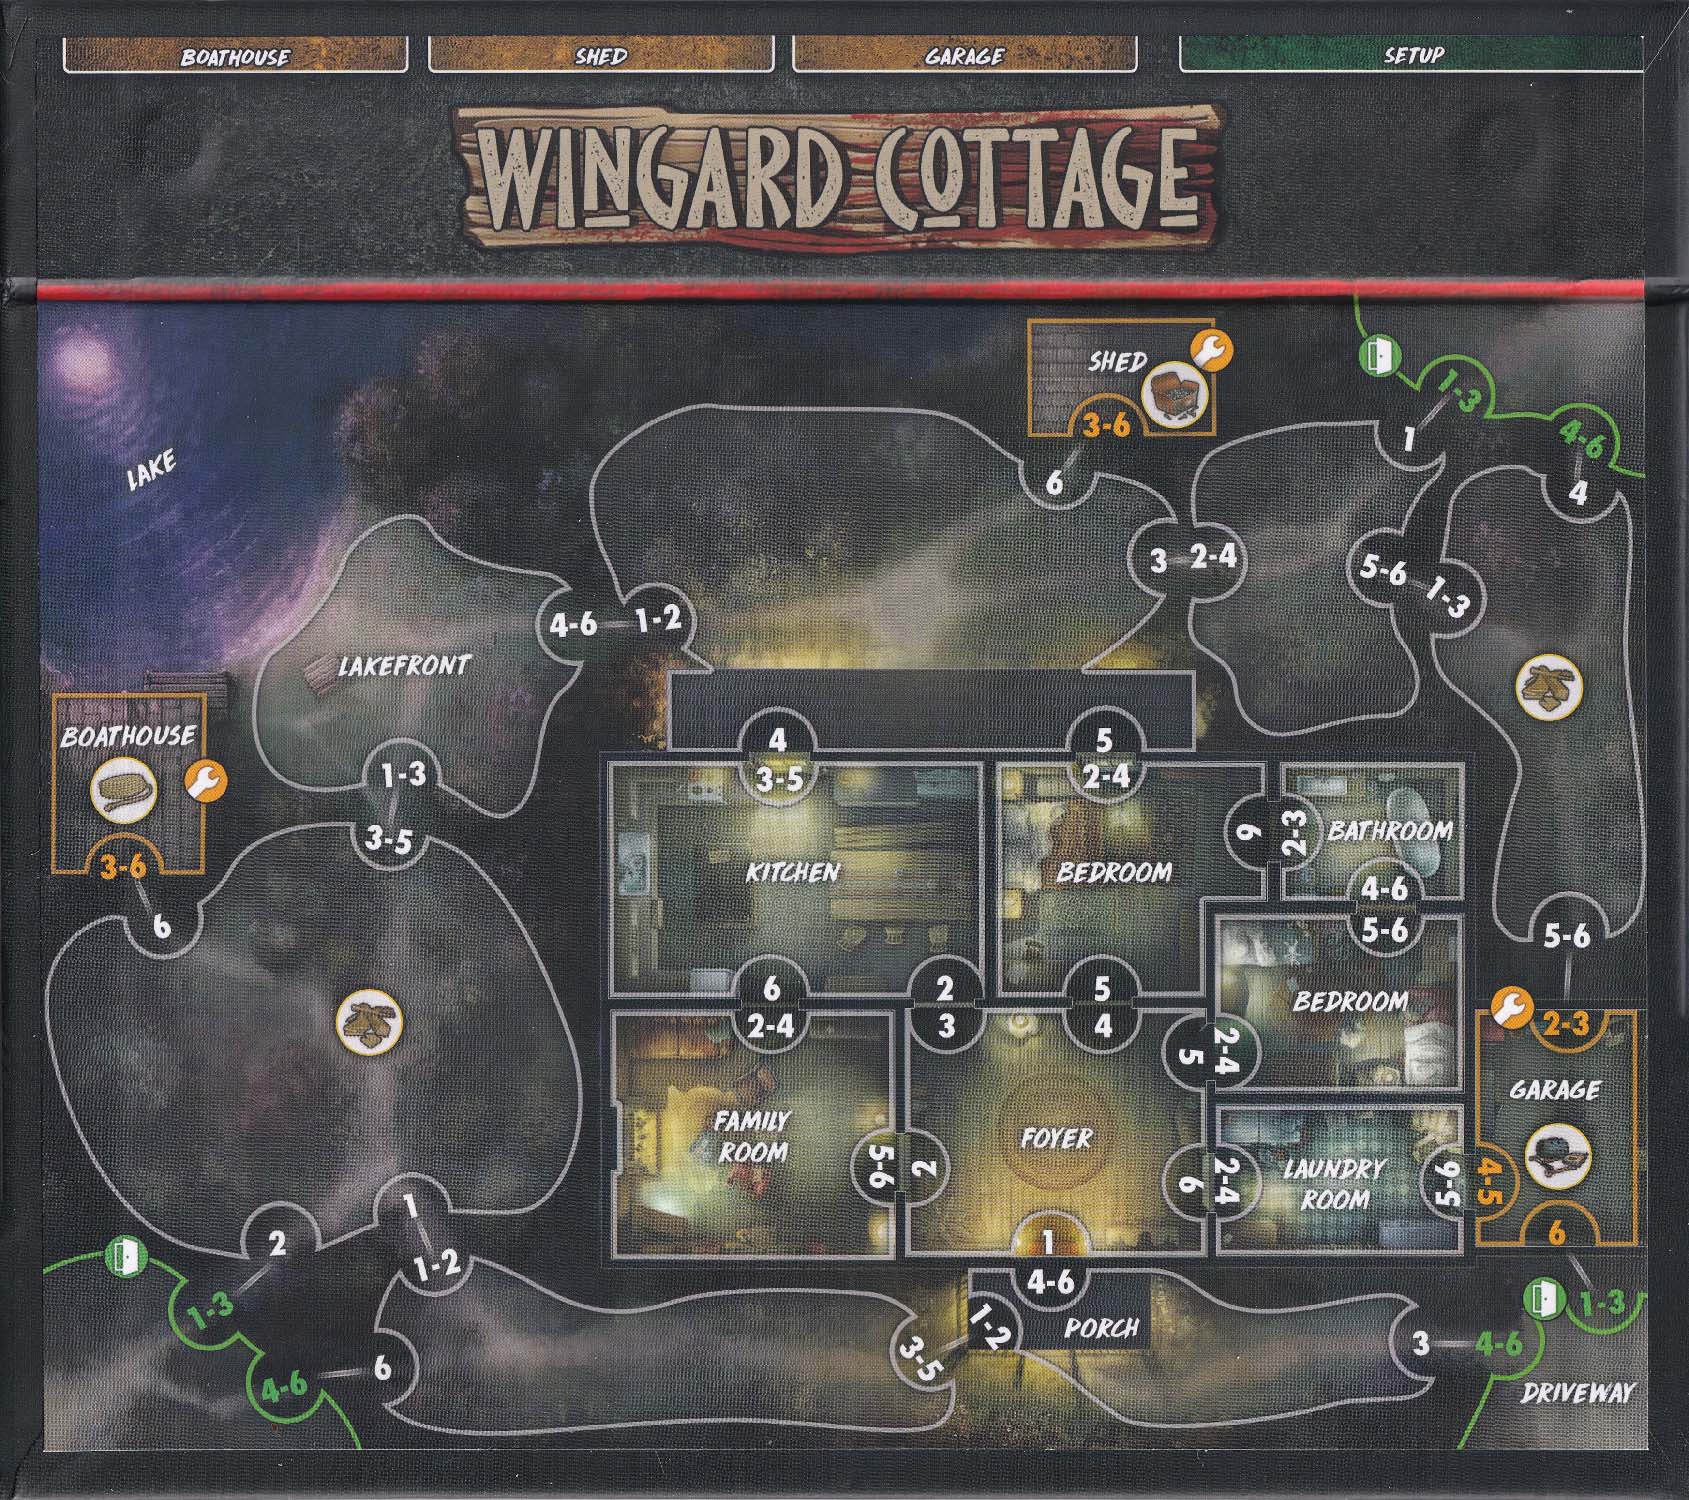 BOATHOUSE
SHED
GARAGE
SETUP
WINGARD COTTAGE
SHED
3-6
6
1-3
4-6
1
4
LAKE
3
2-4
5-6
1-3
4-6
1-2
LAKEFRONT
BOATHOUSE
3-6
1-3
3-5
6
4
3-5
5
2-4
KITCHEN
BEDROOM
6
2-3
BATHROOM
4-6
5-6
BEDROOM
5-6
2-3
GARAGE
4-5
6
6
2-4
2
3
5
4
5
2-4
FAMILY
ROOM
5-6
2
FOYER
6
2-4
LAUNDRY
ROOM
5-6
1
4-6
1-2
PORCH
3-5
2
1
1-2
1-3
4-6
6
3
4-6
1-3
DRIVEWAY